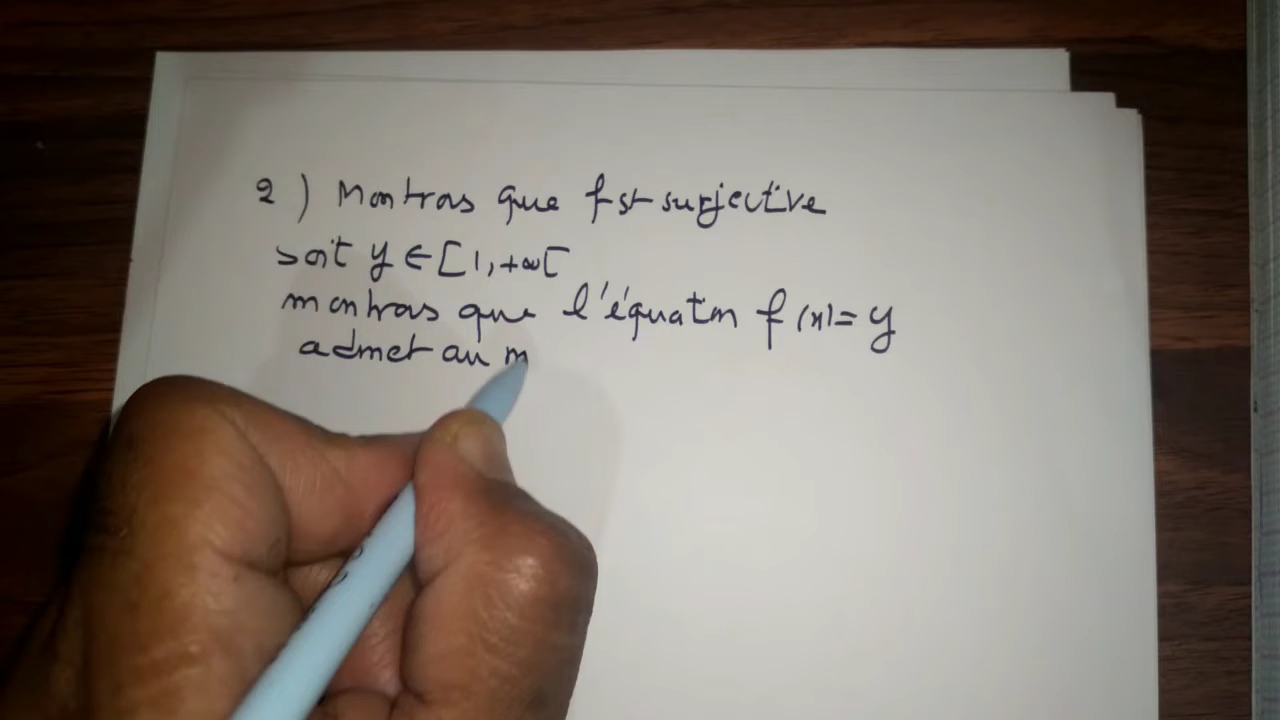 2) Montrons que f est surjective
soit y ∈ [1, +∞[
montrons que l'équation f(x) = y
admet au m